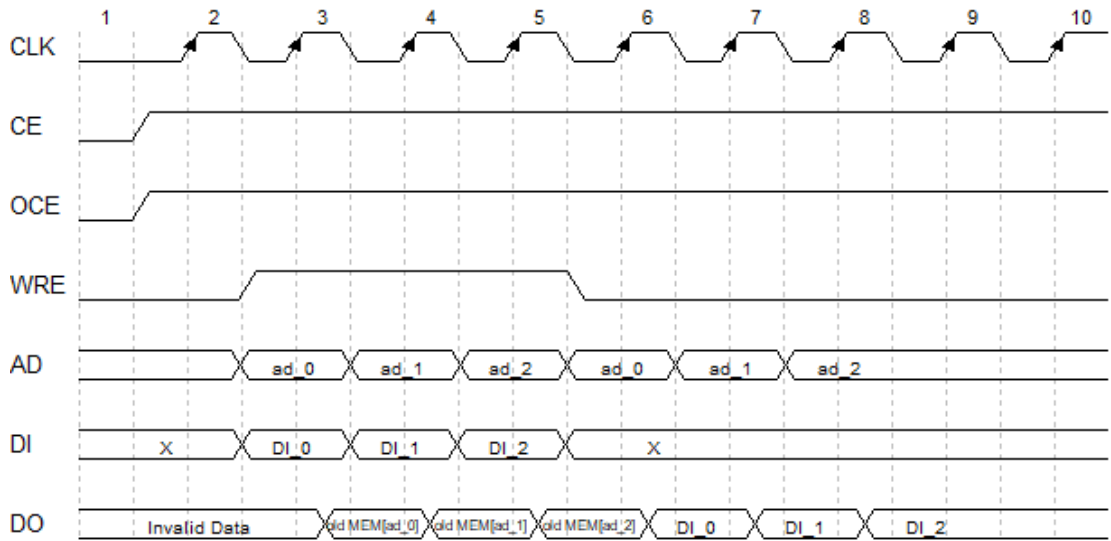 1 2 3 4 5 6 7 8 9 10
CLK
CE
OCE
WRE
AD ad_0 ad_1 ad_2 ad_0 ad_1 ad_2
DI X DI_0 DI_1 DI_2 X
DO Invalid Data old MEM[ad_0] old MEM[ad_1] old MEM[ad_2] DI_0 DI_1 DI_2